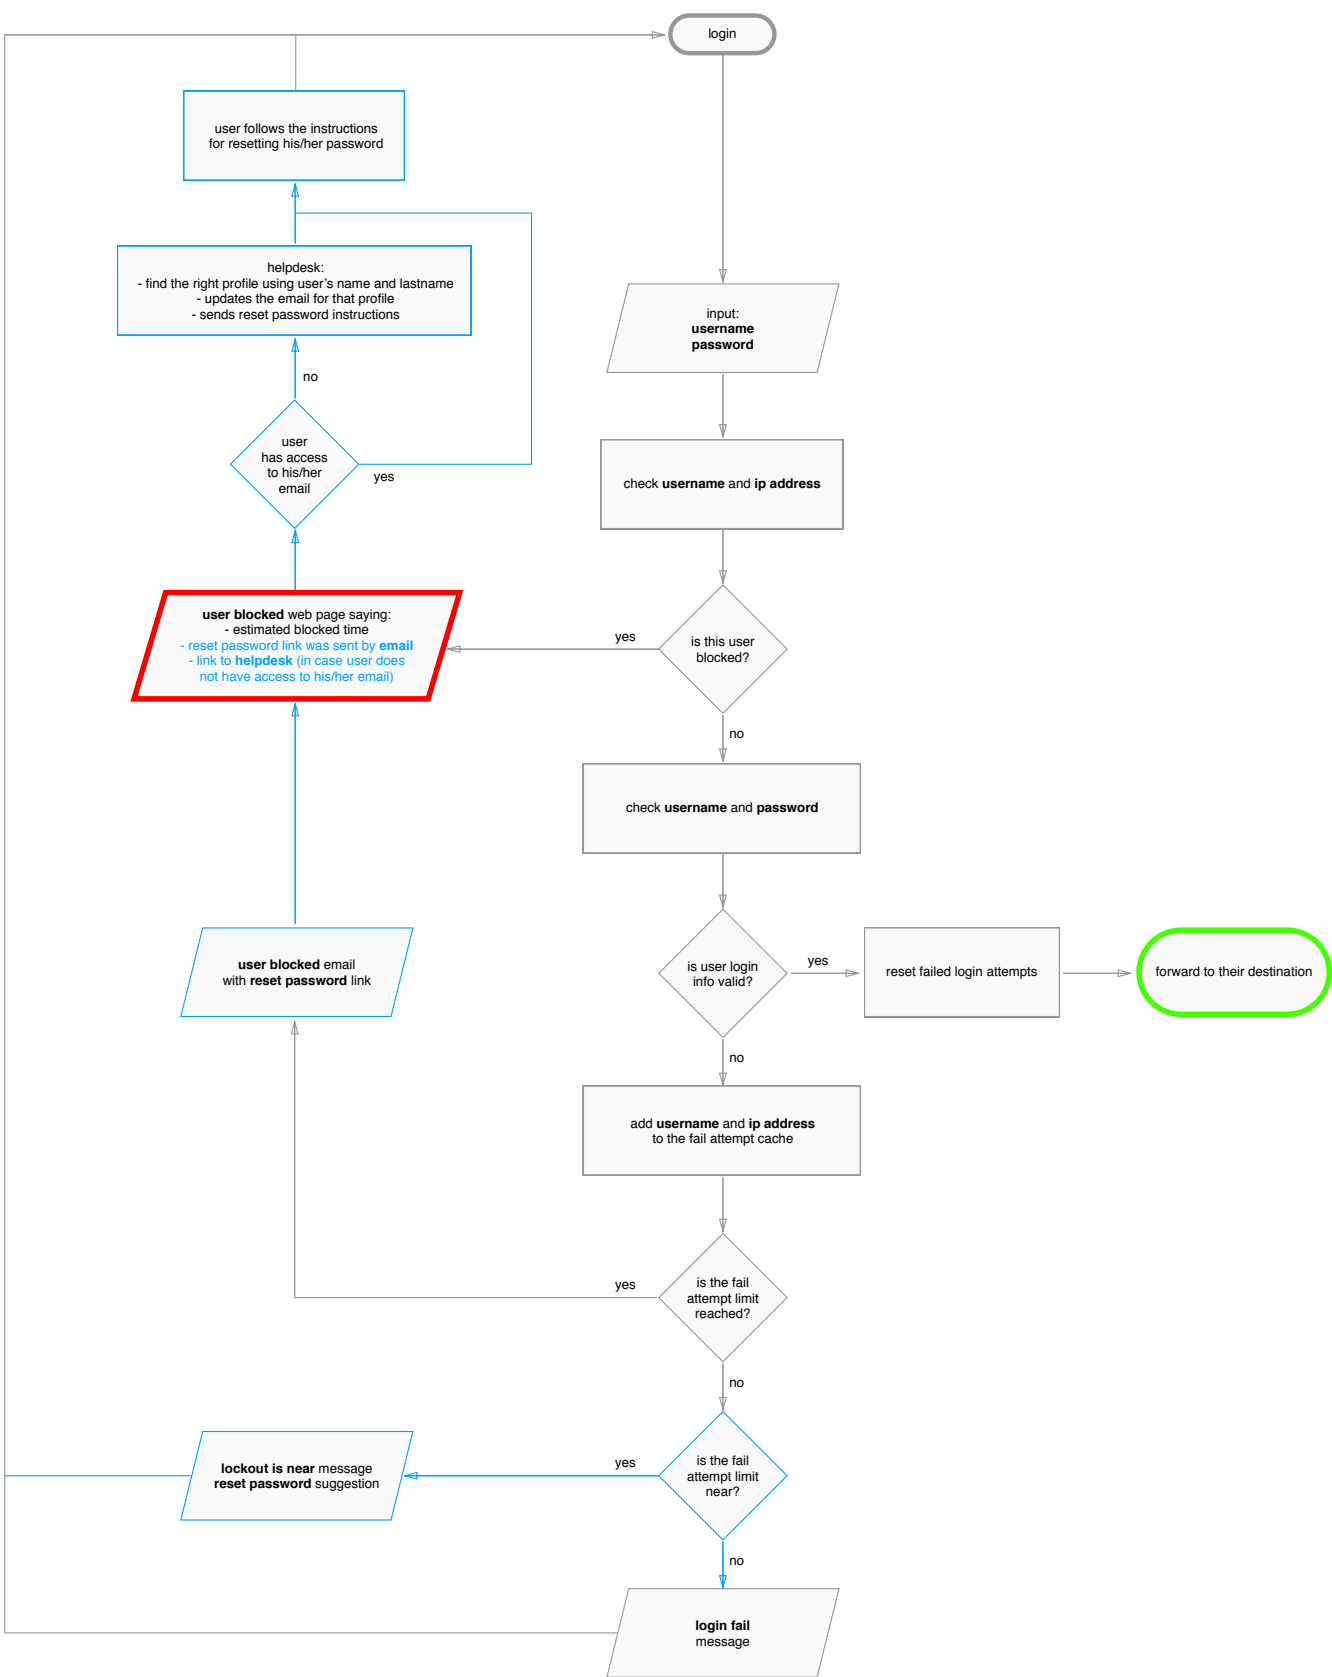 login
user follows the instructions
for resetting his/her password
helpdesk:
- find the right profile using user's name and lastname
- updates the email for that profile
- sends reset password instructions
input:
username
password
no
user
has access
to his/her
email
yes
check username and ip address
user blocked web page saying:
- estimated blocked time
- reset password link was sent by email
- link to helpdesk (in case user does
not have access to his/her email)
yes
is this user
blocked?
no
check username and password
user blocked email
with reset password link
is user login
info valid?
yes
reset failed login attempts
forward to their destination
no
add username and ip address
to the fail attempt cache
yes
is the fail
attempt limit
reached?
no
lockout is near message
reset password suggestion
yes
is the fail
attempt limit
near?
no
login fail
message